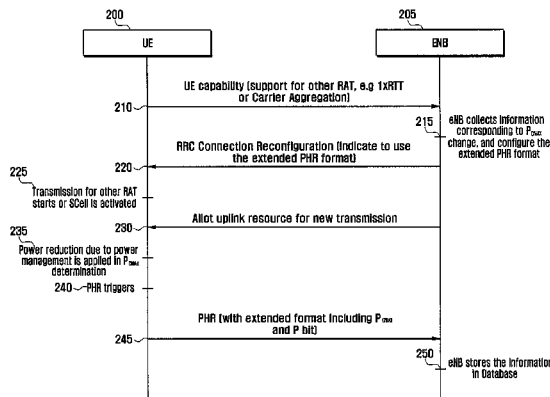 200
205
UE
ENB
UE capability (support for other RAT, e.g 1xRTT
or Carrier Aggregation)
210
215
eNB collects information
corresponding to PCMAX
change, and configure the
extended PHR format
RRC Connection Reconfiguration (indicate to use
the extended PHR format)
220
225
Transmission for other RAT
starts or SCell is activated
Allot uplink resource for new transmission
230
235
Power reduction due to power
management is applied in PCMAX
determination
240
PHR triggers
PHR (with extended format including PCMAX
and P bit)
245
250
eNB stores the information
in Database